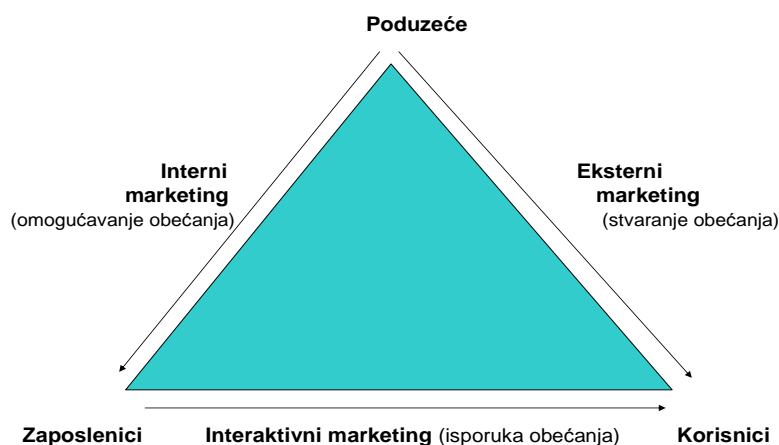 Poduzeće
Interni
marketing
(omogućavanje obećanja)
Eksterni
marketing
(stvaranje obećanja)
Zaposlenici
Interaktivni marketing (isporuka obećanja)
Korisnici